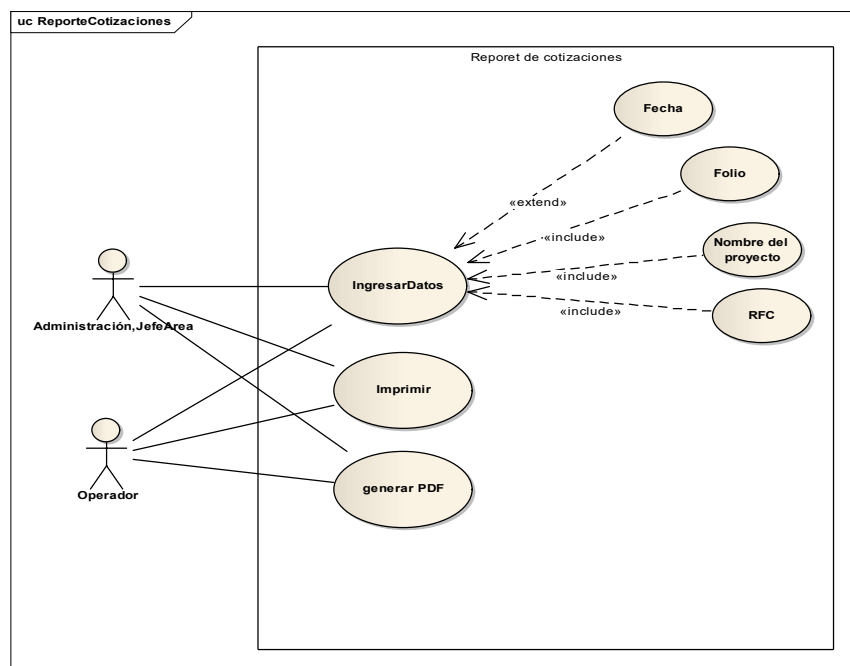 uc ReporteCotizaciones
Reporet de cotizaciones
Fecha
Folio
«extend»
«include»
Nombre del
proyecto
«include»
IngresarDatos
«include»
RFC
Administración,JefeArea
Imprimir
generar PDF
Operador